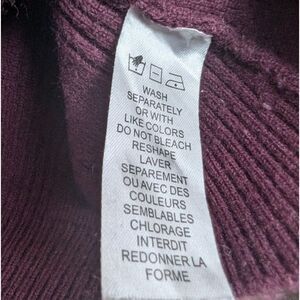 WASH
SEPARATELY
OR WITH
LIKE COLORS
DO NOT BLEACH
RESHAPE
LAVER
SEPAREMENT
OU AVEC DES
COULEURS
SEMBLABLES
CHLORAGE
INTERDIT
REDONNER.LA
FORME